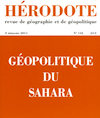 HÉRODOTE
revue de géographie et de géopolitique
GÉOPOLITIQUE
DU
SAHARA